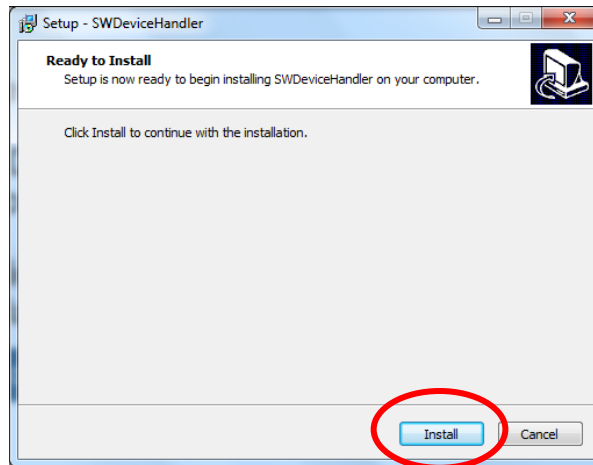 Setup - SWDeviceHandler
Ready to Install
Setup is now ready to begin installing SWDeviceHandler on your computer.
Click Install to continue with the installation.
Install
Cancel